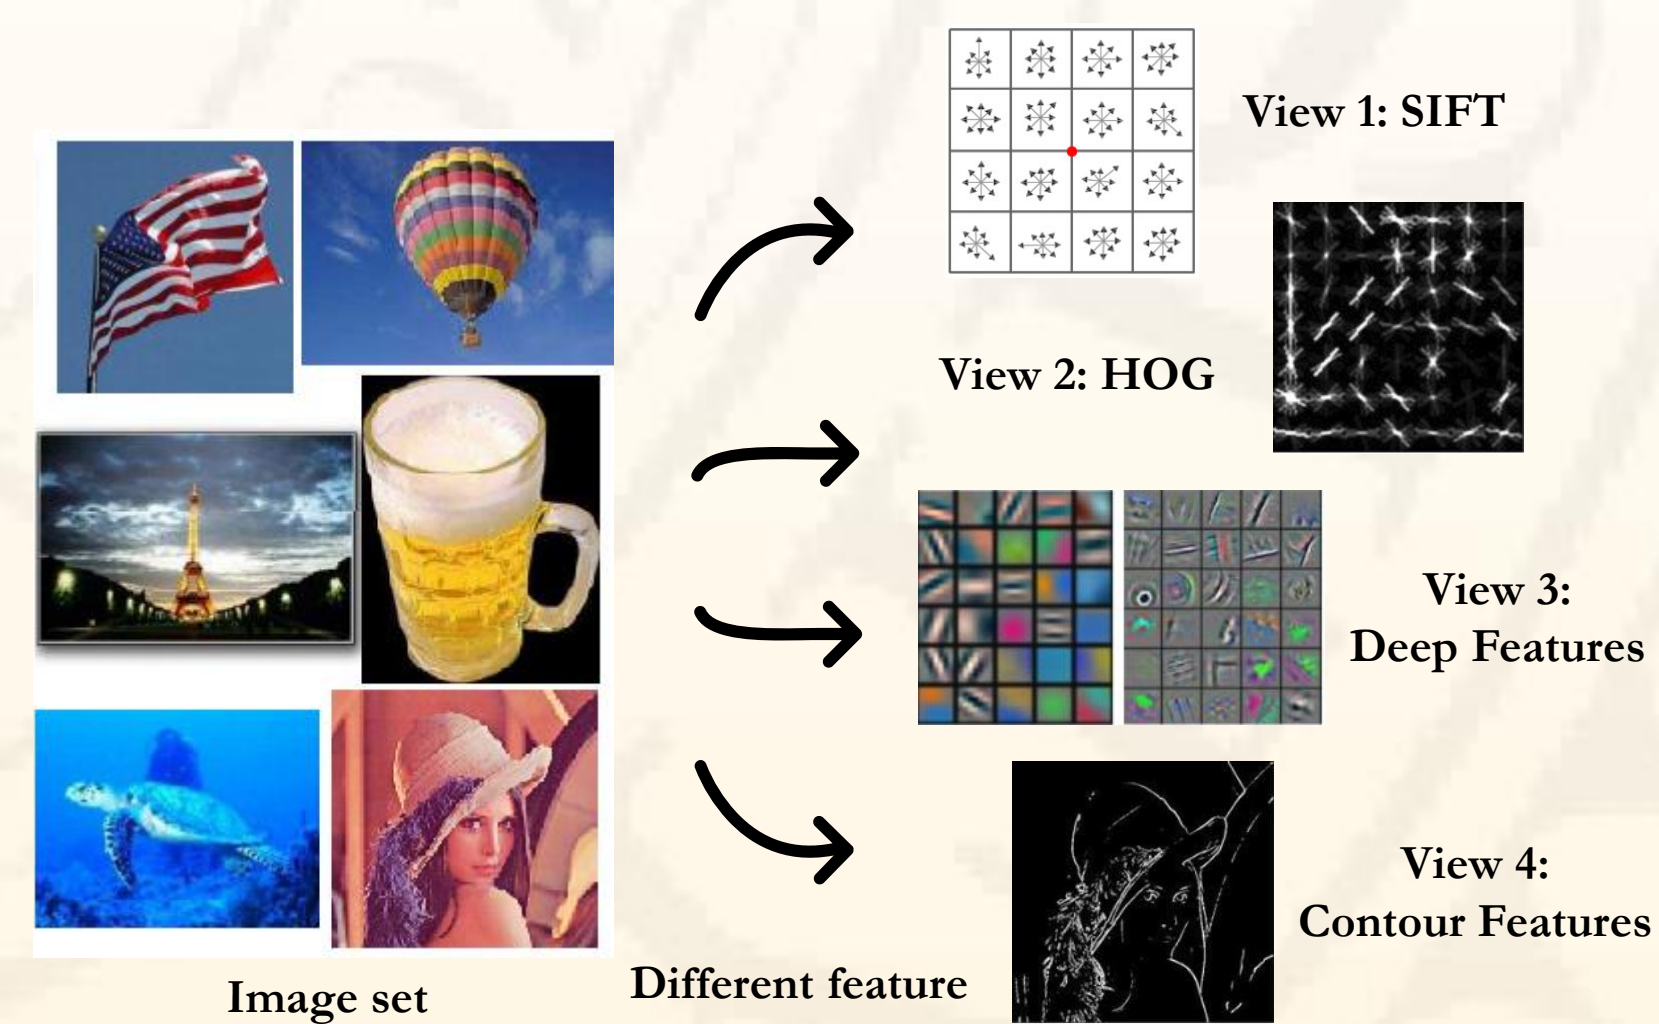 View 1: SIFT
View 2: HOG
View 3:
Deep Features
View 4:
Contour Features
Image set
Different feature